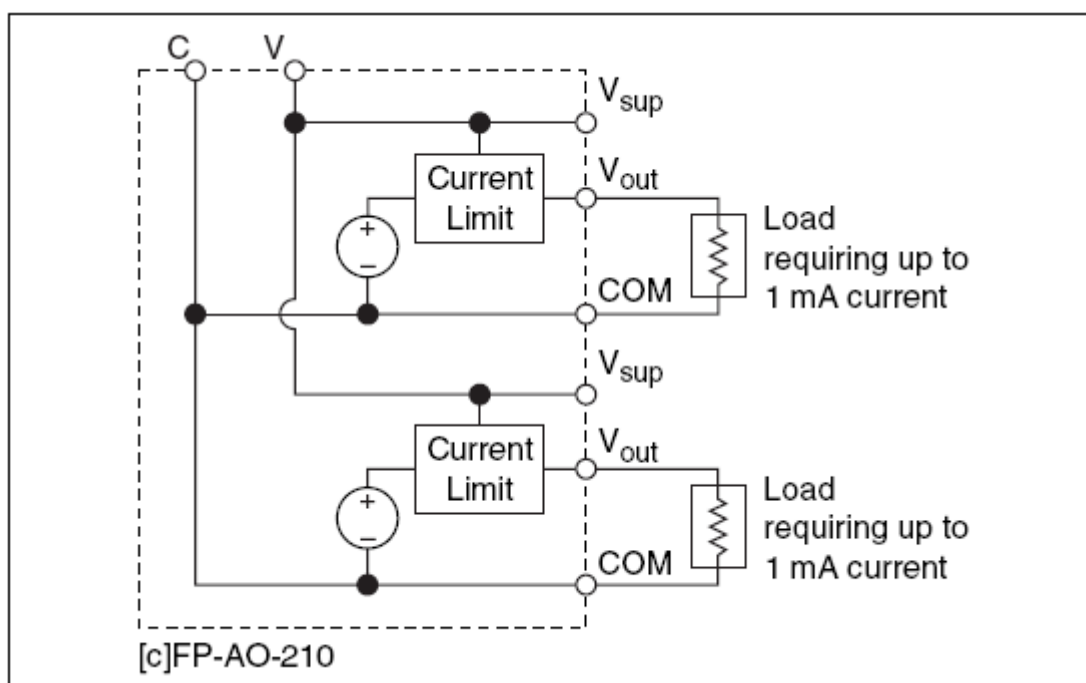 C
V
Vsup
Vout
Current
Limit
+
−
Load
requiring up to
1 mA current
COM
Vsup
Vout
Current
Limit
+
−
Load
requiring up to
1 mA current
COM
[c]FP-AO-210